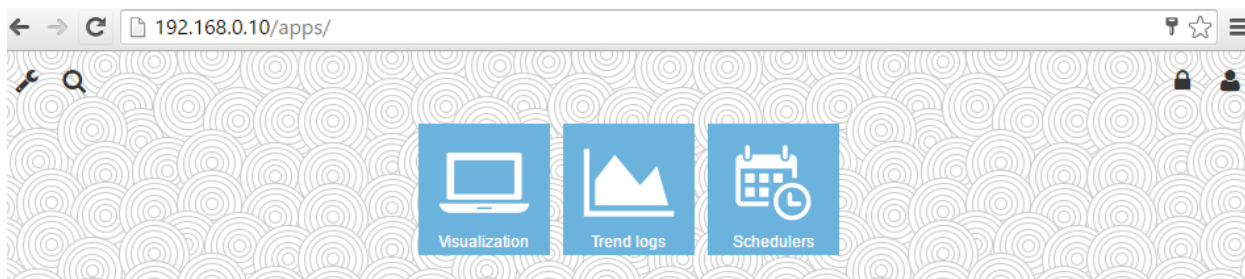 192.168.0.10/apps/
Visualization
Trend logs
Schedulers